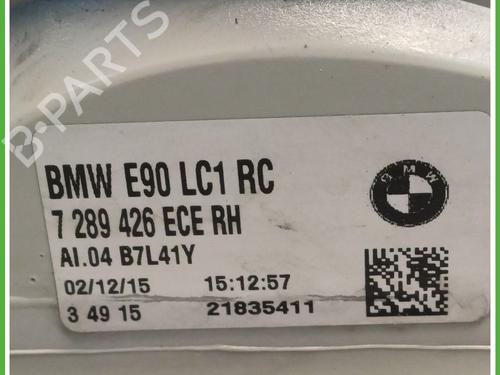 B-PARTS
BMW E90 LC1 RC
BMW
7 289 426 ECE RH
AI.04 B7L41Y
02/12/15 15:12:57
3 49 15 21835411